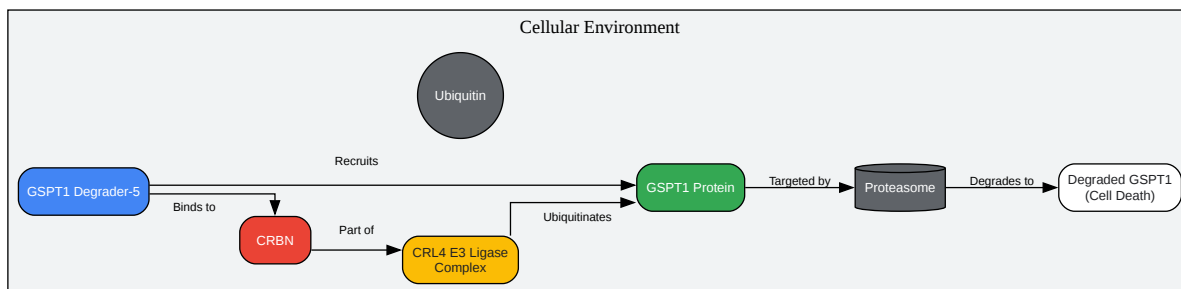 Cellular Environment
Ubiquitin
Recruits
GSPT1 Degrader-5
Binds to
CRBN
Part of
CRL4 E3 Ligase
Complex
Ubiquitinates
GSPT1 Protein
Targeted by
Proteasome
Degrades to
Degraded GSPT1
(Cell Death)